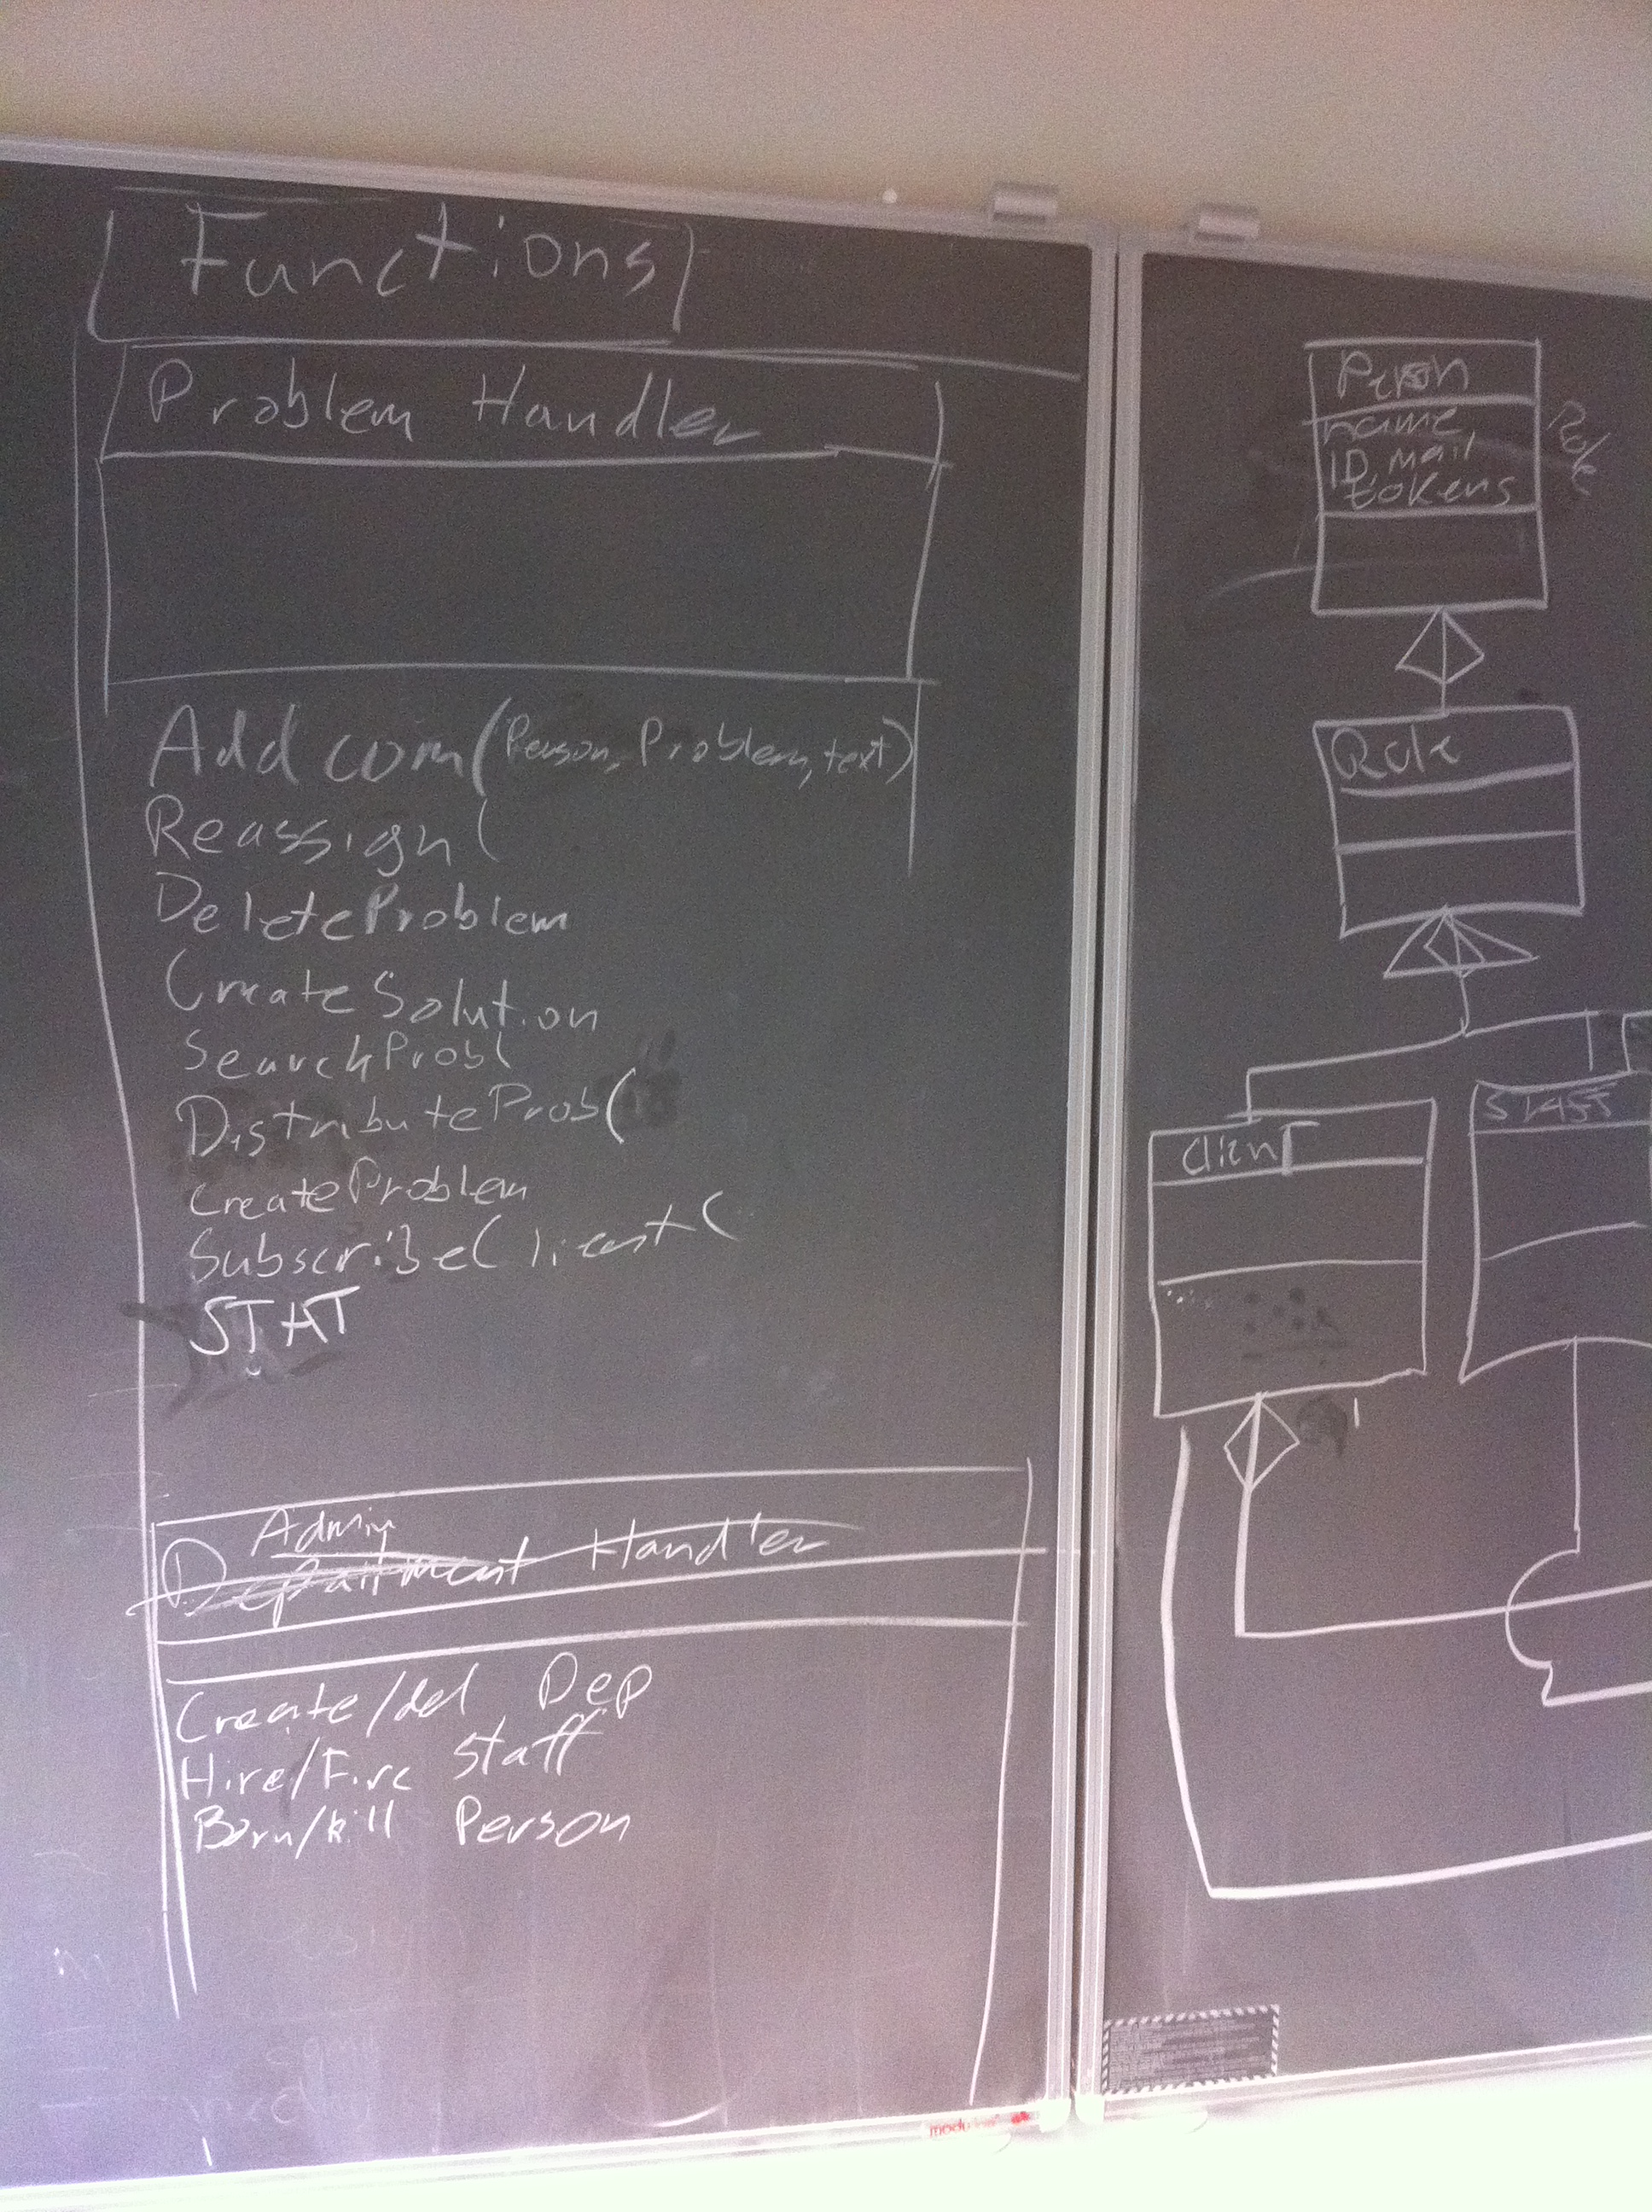 Functions
Problem Handler
Add com(Person, Problem, text)
Reassign(
DeleteProblem
CreateSolution
SearchProbl
DistributeProb(
CreateProblem
SubscribeClient(
STAT
Admin
Department Handler
Create/del Dep
Hire/Fire Staff
Born/kill Person
Person
name
ID, mail
tokens
Role
Role
Client
Staff